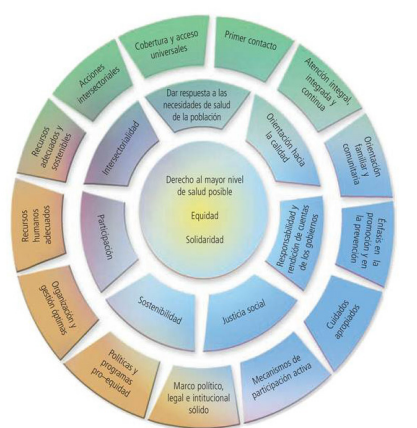 Derecho al mayor nivel
de salud posible
Equidad
Solidaridad
Dar respuesta a las
necesidades de salud
de la población
Orientación hacia
la calidad
Responsabilidad y
rendición de cuentas
de los gobiernos
Justicia social
Sostenibilidad
Participación
Intersectorialidad
Cobertura y acceso
universales
Primer contacto
Atención integral,
integrada y
continua
Orientación
familiar y
comunitaria
Énfasis en la
promoción y en
la prevención
Cuidados
apropiados
Mecanismos de
participación activa
Marco político,
legal e intitucional
sólido
Políticas y
programas
pro-equidad
Organización y
gestión óptimas
Recursos
humanos
adecuados
Recursos
adecuados y
sostenibles
Acciones
intersectoriales